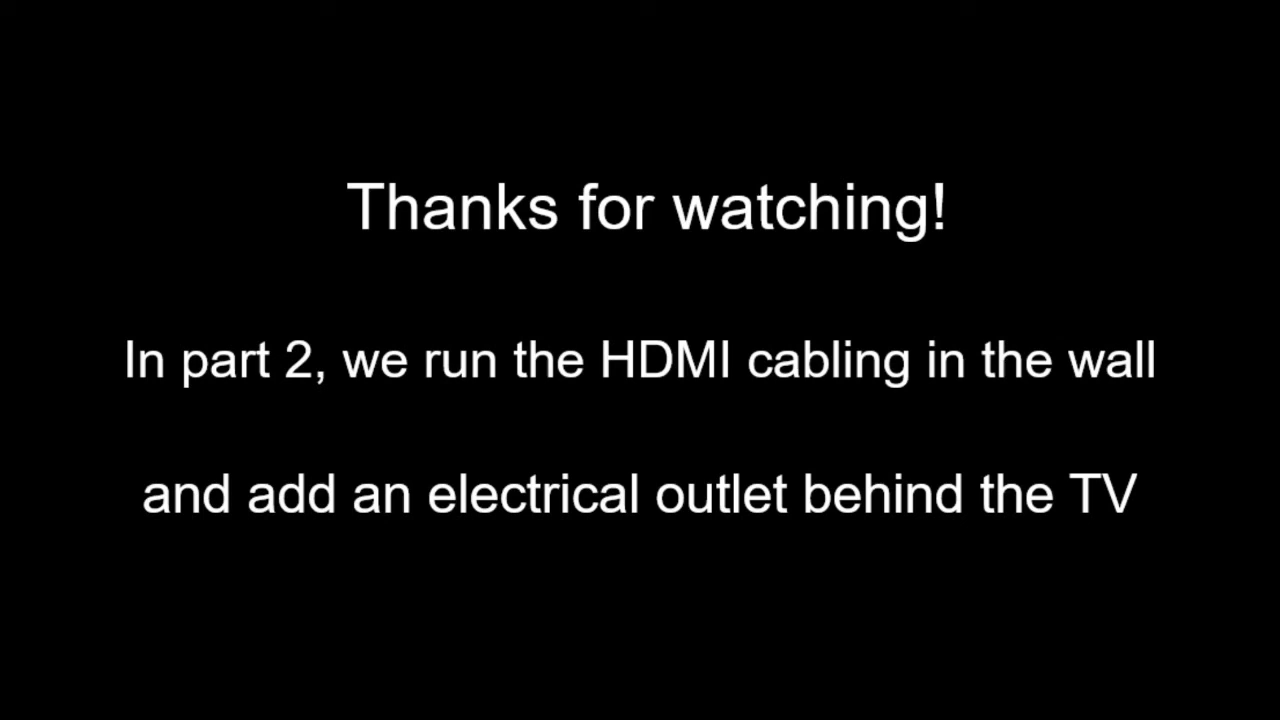 Thanks for watching!
In part 2, we run the HDMI cabling in the wall
and add an electrical outlet behind the TV